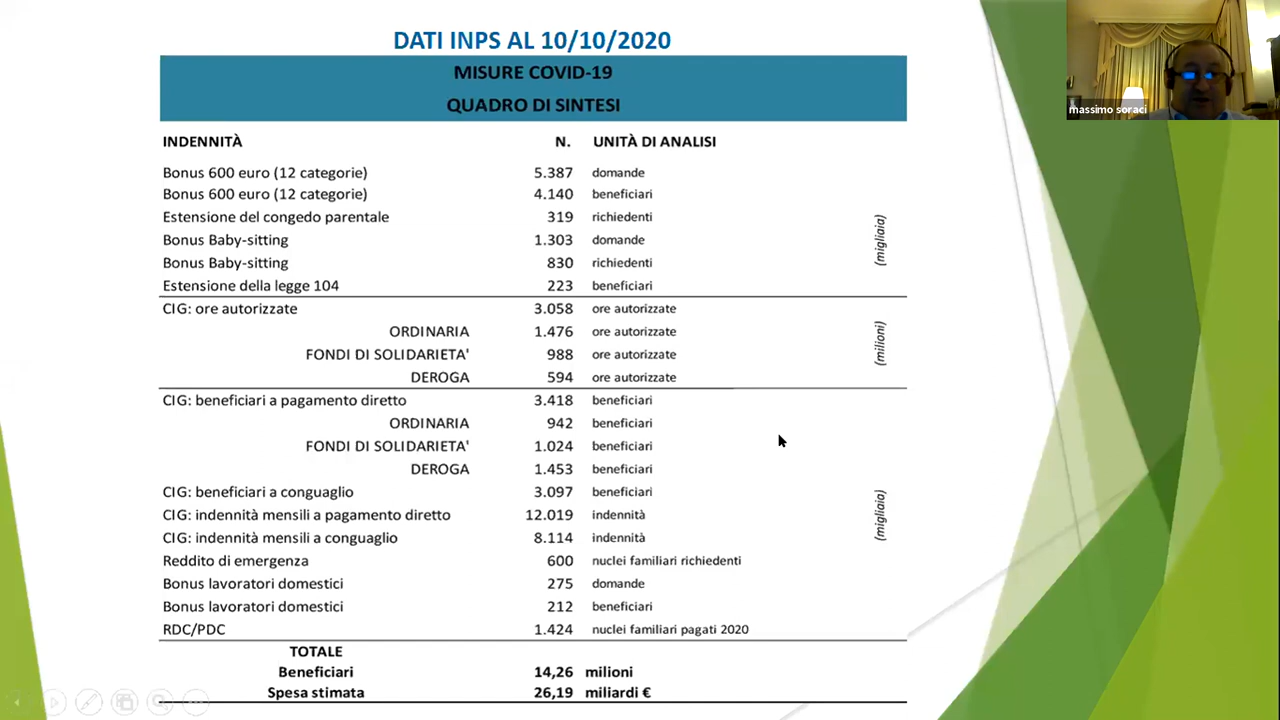 DATI INPS AL 10/10/2020
MISURE COVID-19
QUADRO DI SINTESI
INDENNITÀ N. UNITÀ DI ANALISI
Bonus 600 euro (12 categorie) 5.387 domande
Bonus 600 euro (12 categorie) 4.140 beneficiari
Estensione del congedo parentale 319 richiedenti
Bonus Baby-sitting 1.303 domande
Bonus Baby-sitting 830 richiedenti
Estensione della legge 104 223 beneficiari
(migliaia)
CIG: ore autorizzate 3.058 ore autorizzate
ORDINARIA 1.476 ore autorizzate
FONDI DI SOLIDARIETA' 988 ore autorizzate
DEROGA 594 ore autorizzate
(milioni)
CIG: beneficiari a pagamento diretto 3.418 beneficiari
ORDINARIA 942 beneficiari
FONDI DI SOLIDARIETA' 1.024 beneficiari
DEROGA 1.453 beneficiari
CIG: beneficiari a conguaglio 3.097 beneficiari
CIG: indennità mensili a pagamento diretto 12.019 indennità
CIG: indennità mensili a conguaglio 8.114 indennità
Reddito di emergenza 600 nuclei familiari richiedenti
Bonus lavoratori domestici 275 domande
Bonus lavoratori domestici 212 beneficiari
RDC/PDC 1.424 nuclei familiari pagati 2020
(migliaia)
TOTALE
Beneficiari 14,26 milioni
Spesa stimata 26,19 miliardi €
massimo soraci